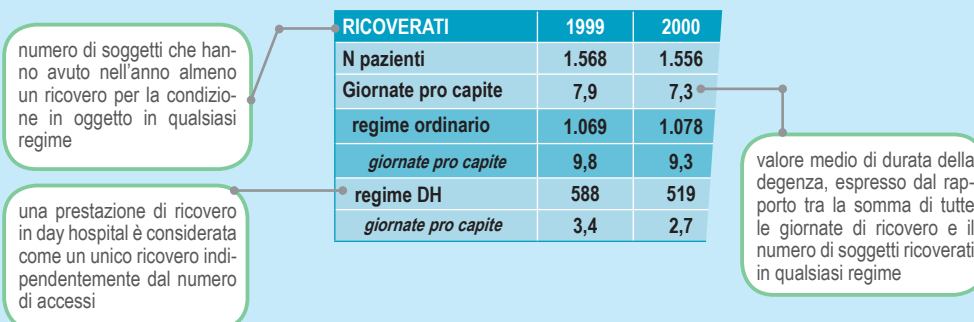 numero di soggetti che han-
no avuto nell'anno almeno
un ricovero per la condizio-
ne in oggetto in qualsiasi
regime
una prestazione di ricovero
in day hospital è considerata
come un unico ricovero indi-
pendentemente dal numero
di accessi
RICOVERATI 1999 2000
N pazienti 1.568 1.556
Giornate pro capite 7,9 7,3
regime ordinario 1.069 1.078
giornate pro capite 9,8 9,3
regime DH 588 519
giornate pro capite 3,4 2,7
valore medio di durata della
degenza, espresso dal rap-
porto tra la somma di tutte
le giornate di ricovero e il
numero di soggetti ricoverati
in qualsiasi regime